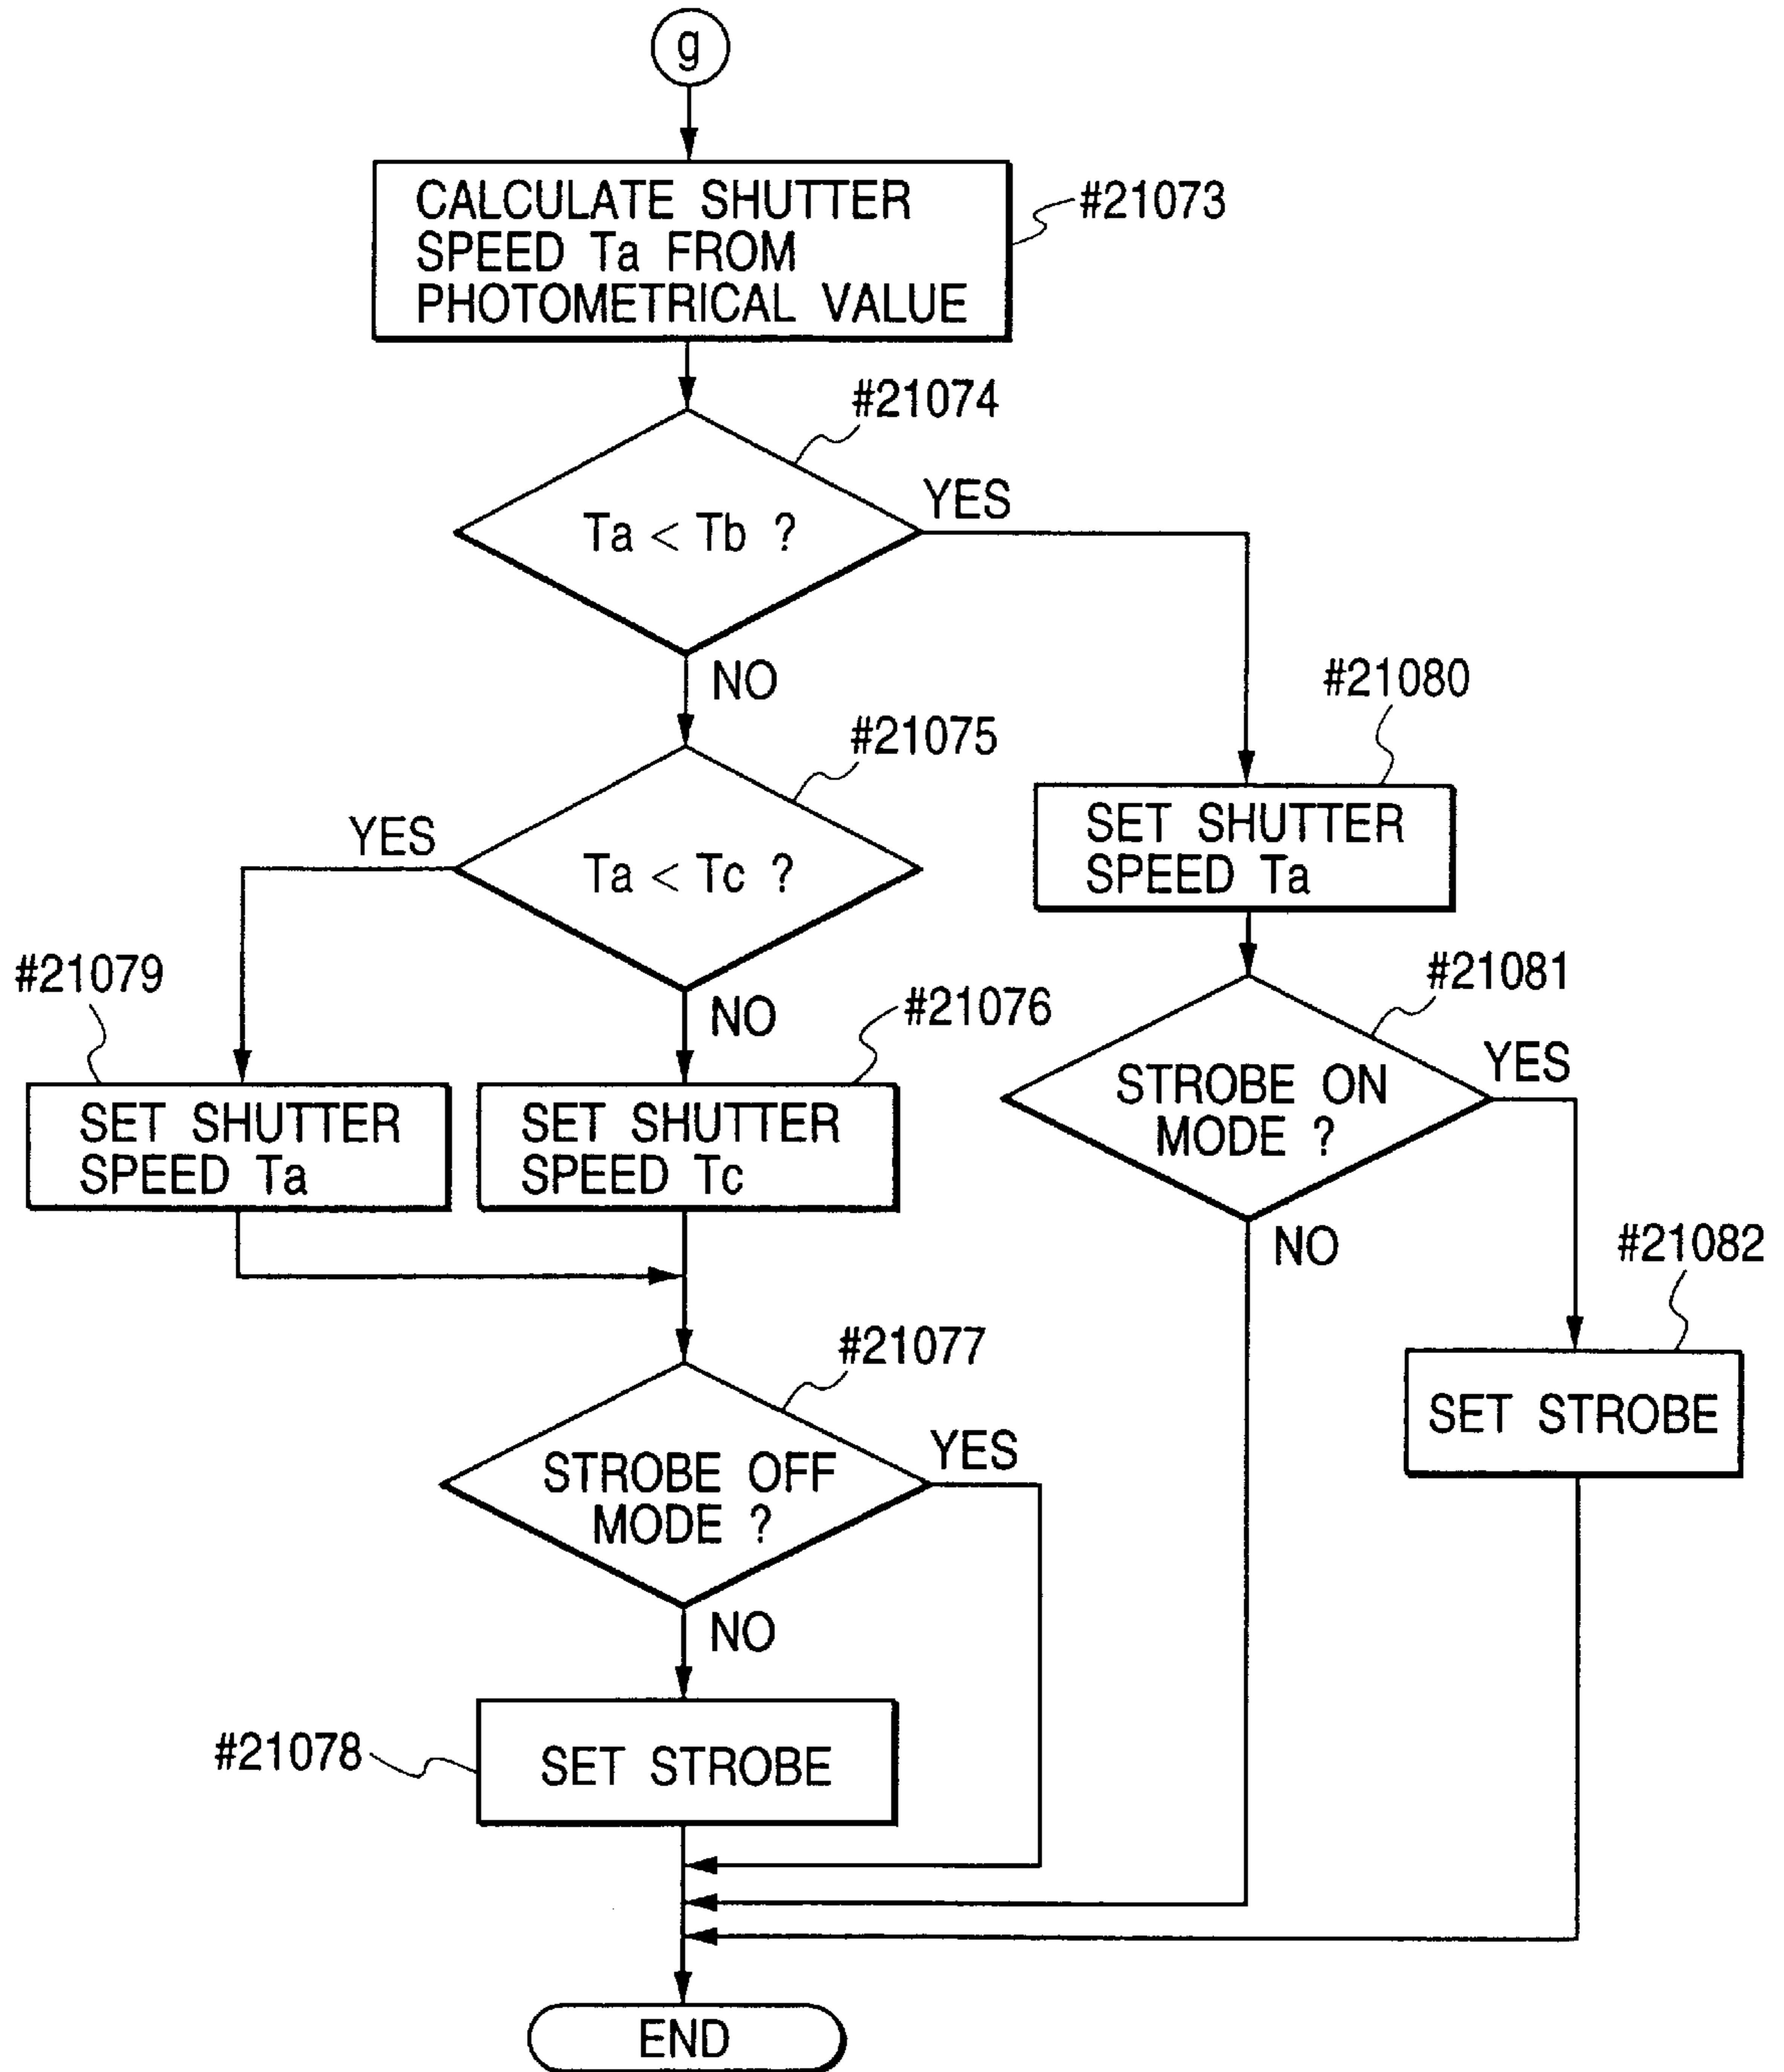 g
CALCULATE SHUTTER
SPEED Ta FROM
PHOTOMETRICAL VALUE
#21073
#21074
Ta < Tb ?
YES
NO
#21075
Ta < Tc ?
YES
NO
#21080
SET SHUTTER
SPEED Ta
#21079
SET SHUTTER
SPEED Ta
#21076
SET SHUTTER
SPEED Tc
#21081
STROBE ON
MODE ?
YES
NO
#21082
SET STROBE
#21077
STROBE OFF
MODE ?
YES
NO
#21078
SET STROBE
END